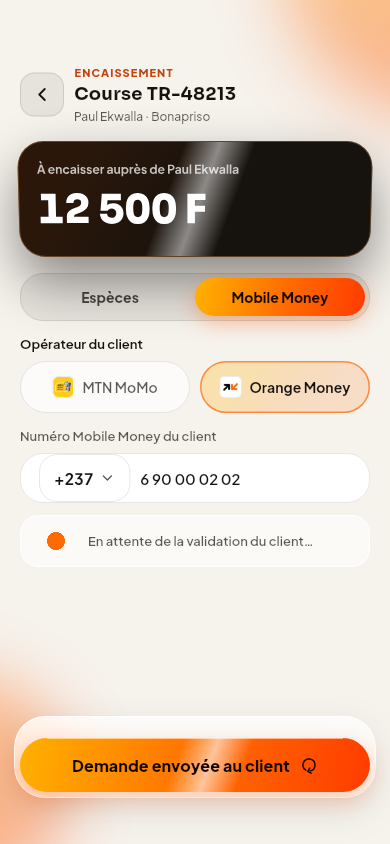 ENCAISSEMENT
Course TR-48213
Paul Ekwalla · Bonapriso
À encaisser auprès de Paul Ekwalla
12 500 F
Espèces
Mobile Money
Opérateur du client
MTN MoMo
Orange Money
Numéro Mobile Money du client
+237
6 90 00 02 02
En attente de la validation du client…
Demande envoyée au client